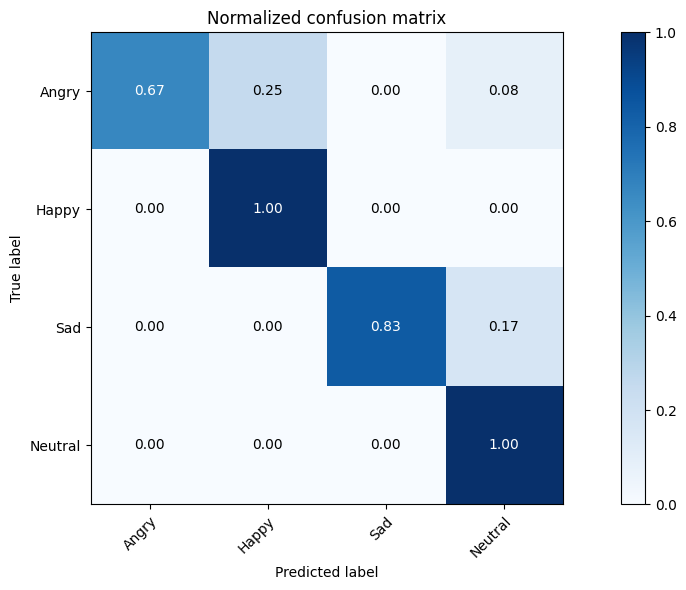 Normalized confusion matrix
True label
Angry 0.67 0.25 0.00 0.08
Happy 0.00 1.00 0.00 0.00
Sad 0.00 0.00 0.83 0.17
Neutral 0.00 0.00 0.00 1.00
Angry Happy Sad Neutral
Predicted label
1.0
0.8
0.6
0.4
0.2
0.0